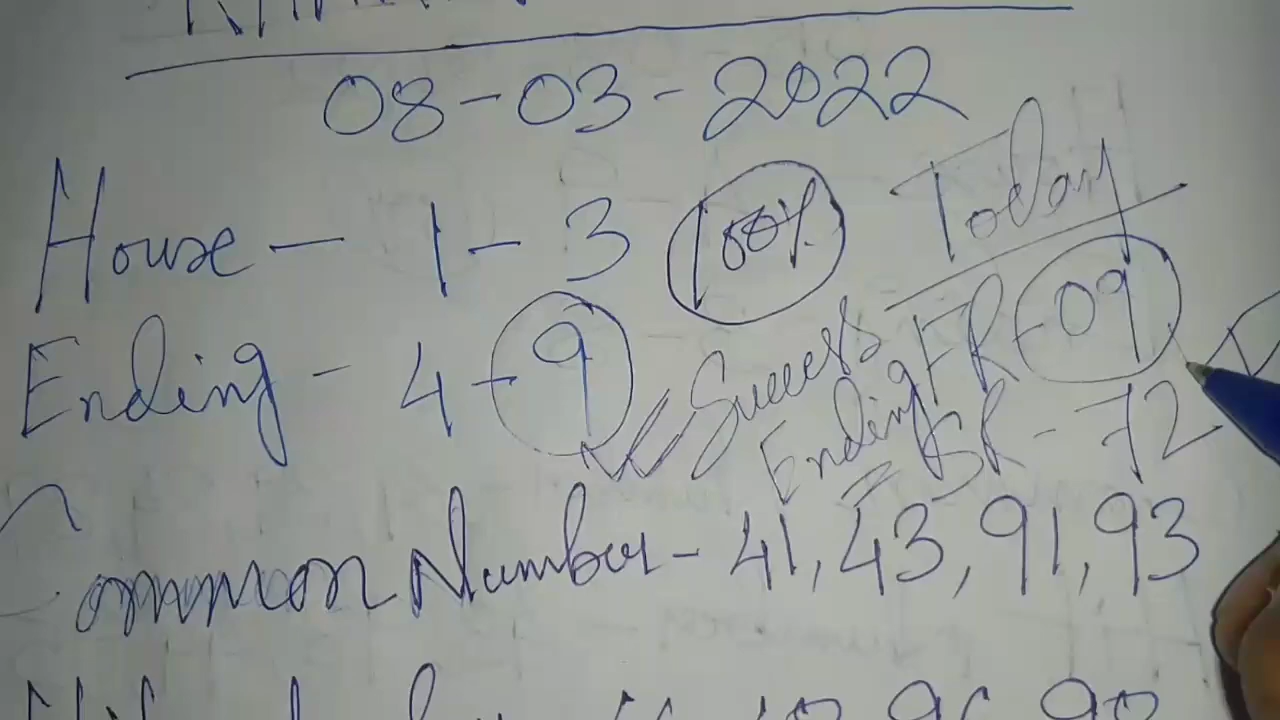 08-03-2022
House - 1 - 3 100%
Today
Ending - 4 - 9 Success
FR - 09
Ending SR - 72
Common Number - 41, 43, 91, 93